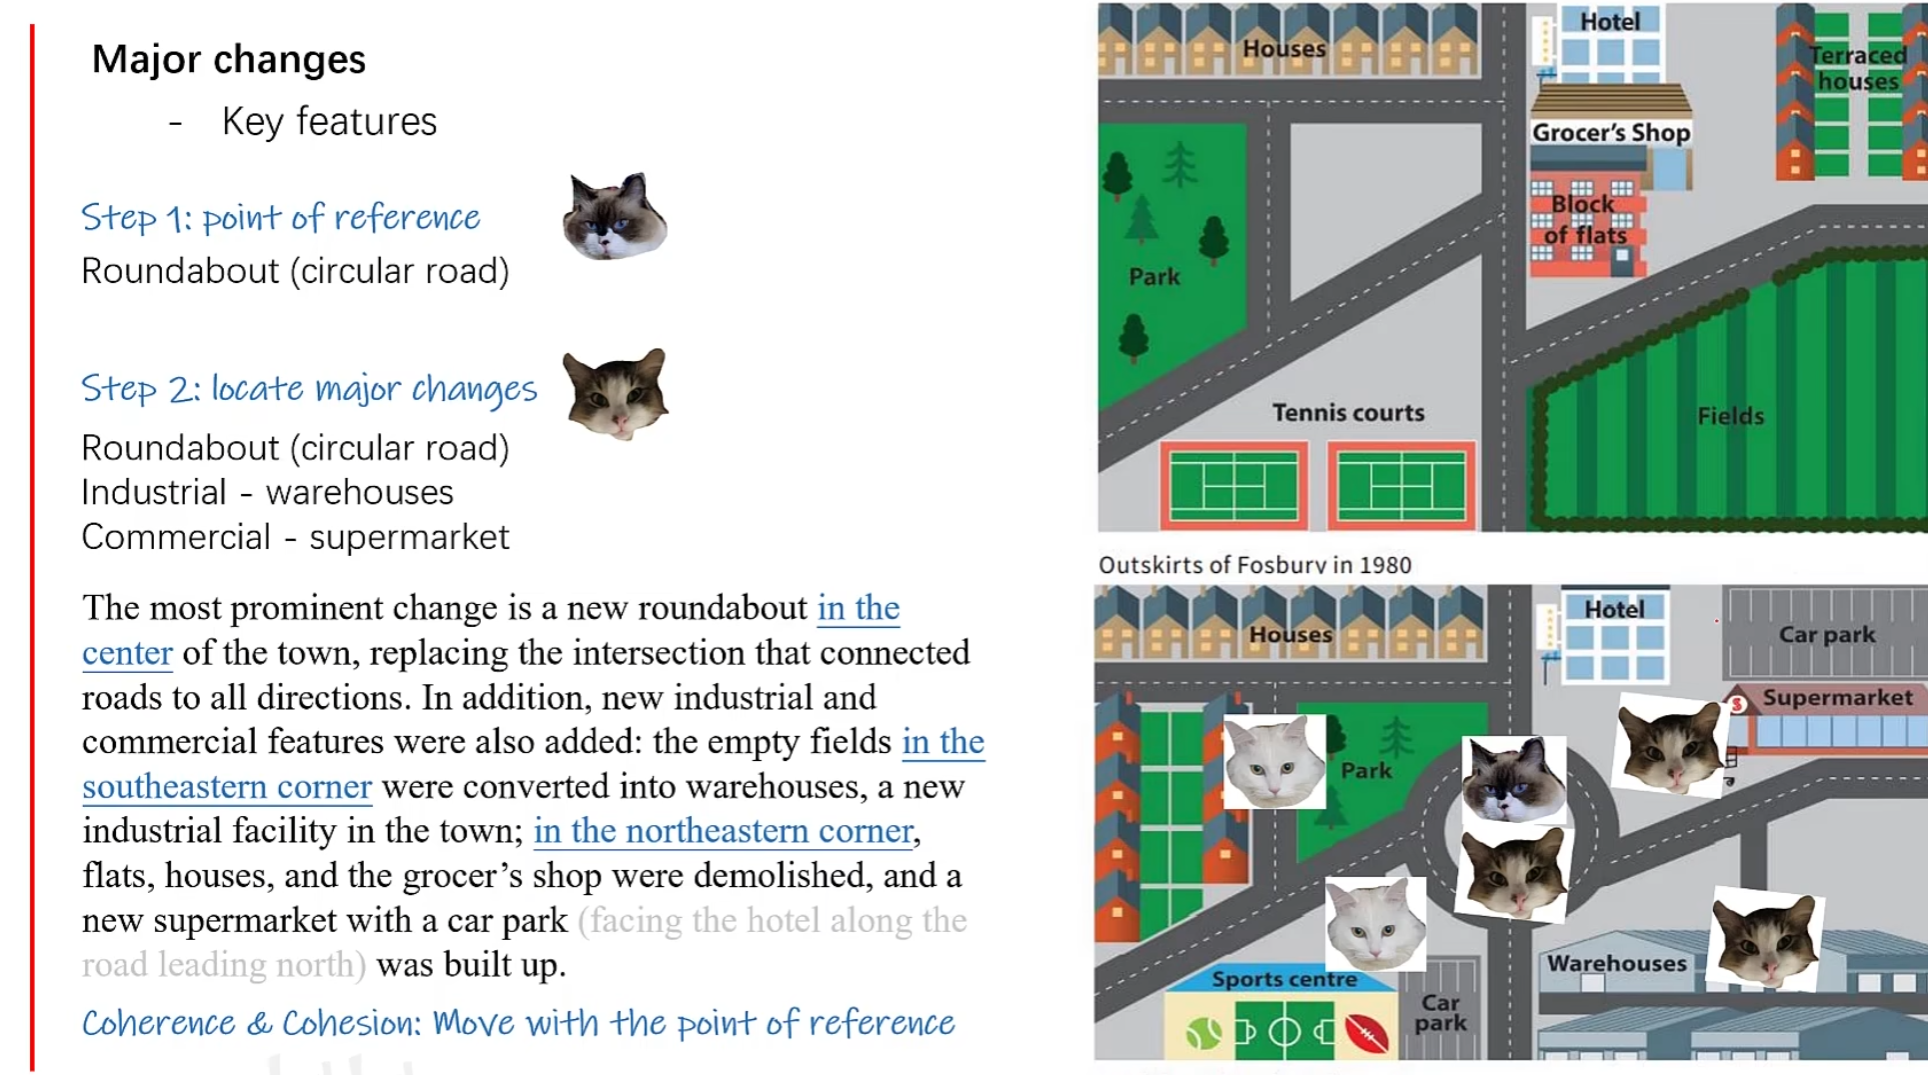 Major changes
- Key features
Step 1: point of reference
Roundabout (circular road)
Step 2: locate major changes
Roundabout (circular road)
Industrial - warehouses
Commercial - supermarket
The most prominent change is a new roundabout in the
center of the town, replacing the intersection that connected
roads to all directions. In addition, new industrial and
commercial features were also added: the empty fields in the
southeastern corner were converted into warehouses, a new
industrial facility in the town; in the northeastern corner,
flats, houses, and the grocer's shop were demolished, and a
new supermarket with a car park (facing the hotel along the
road leading north) was built up.
Coherence & Cohesion: Move with the point of reference
Houses
Hotel
Terraced
houses
Grocer's Shop
Block
of flats
Park
Tennis courts
Fields
Outskirts of Fosbury in 1980
Houses
Hotel
Car park
Supermarket
S
Park
Warehouses
Sports centre
Car
park